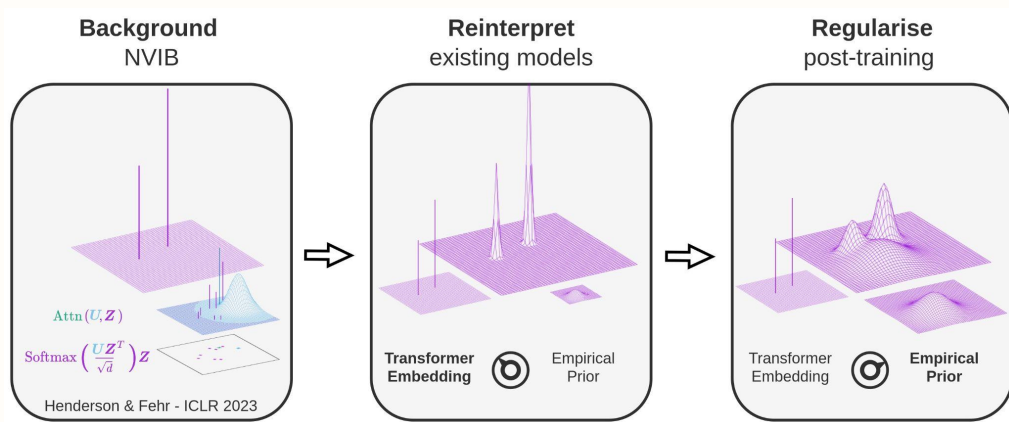 Background
NVIB
Reinterpret
existing models
Regularise
post-training
Attn(U, Z)
Softmax(UZ^T/√d)Z
Henderson & Fehr - ICLR 2023
Transformer
Embedding
Empirical
Prior
Transformer
Embedding
Empirical
Prior